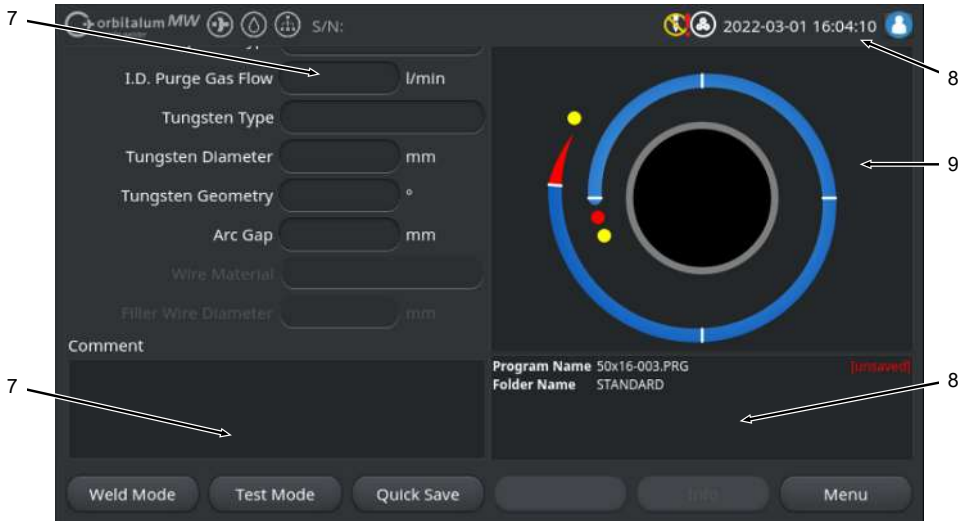 7
orbitalum MW S/N: 2022-03-01 16:04:10
8
I.D. Purge Gas Flow l/min
Tungsten Type
Tungsten Diameter mm
9
Tungsten Geometry °
Arc Gap mm
Wire Material
Filler Wire Diameter mm
Comment
Program Name 50x16-003.PRG [unsaved]
Folder Name STANDARD
7
8
Weld Mode Test Mode Quick Save Info Menu